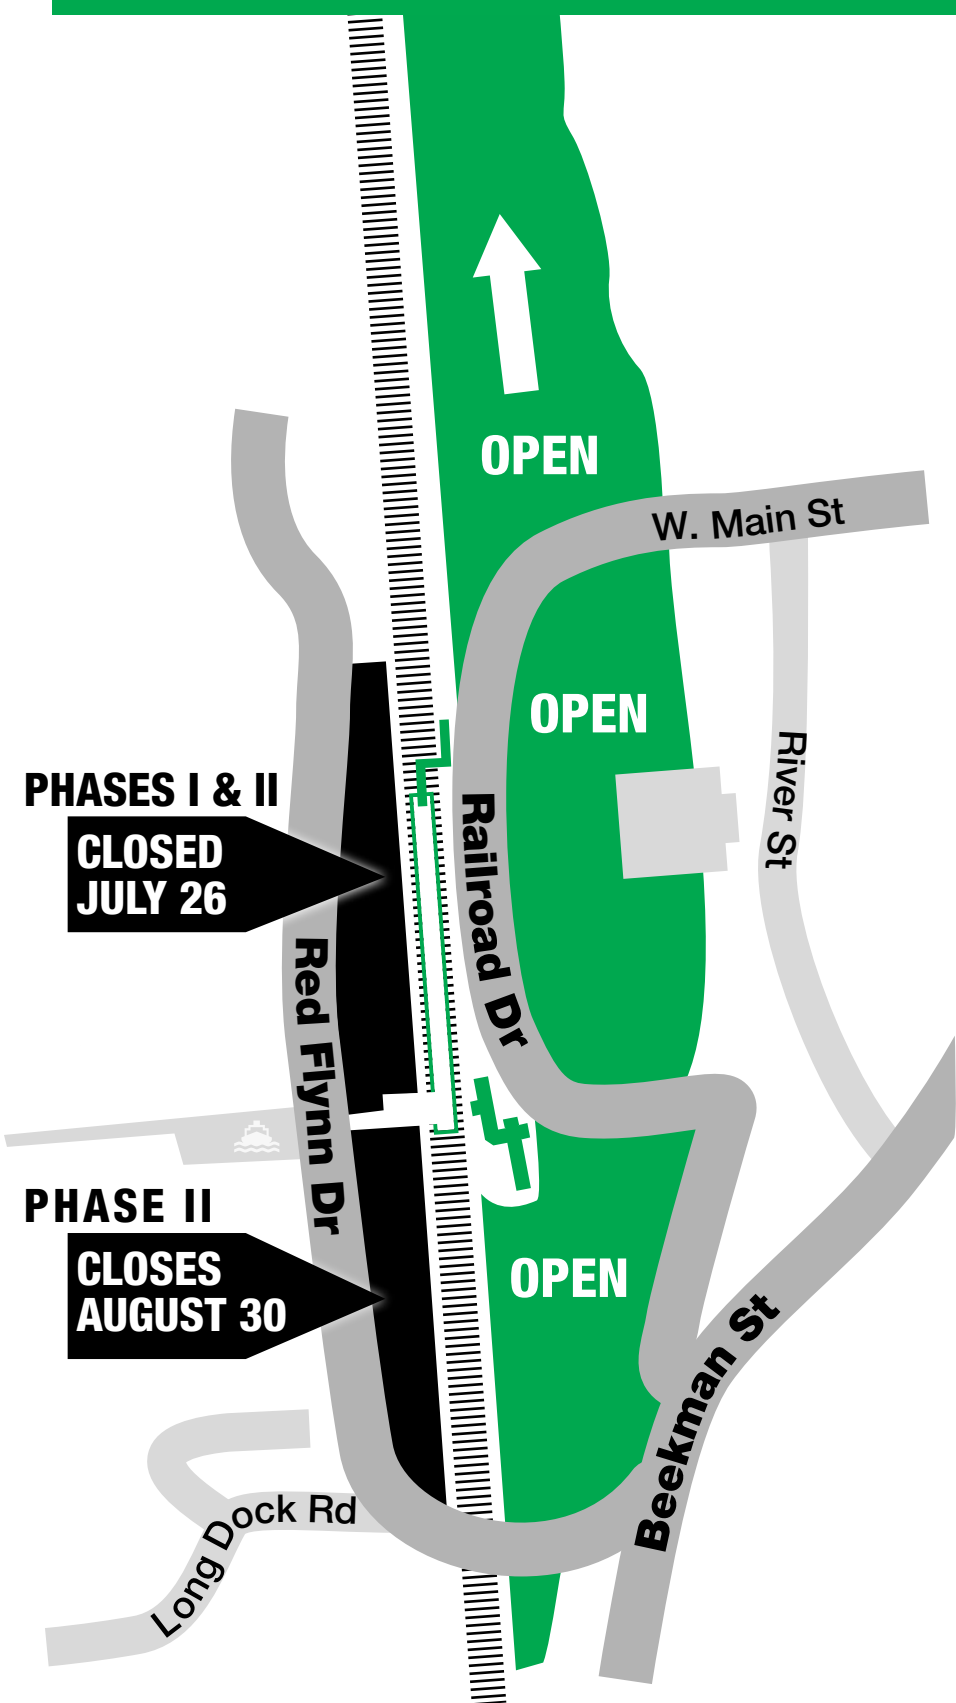 OPEN
W. Main St
OPEN
River St
PHASES I & II
CLOSED
JULY 26
Railroad Dr
Red Flynn Dr
PHASE II
CLOSES
AUGUST 30
OPEN
Beekman St
Long Dock Rd